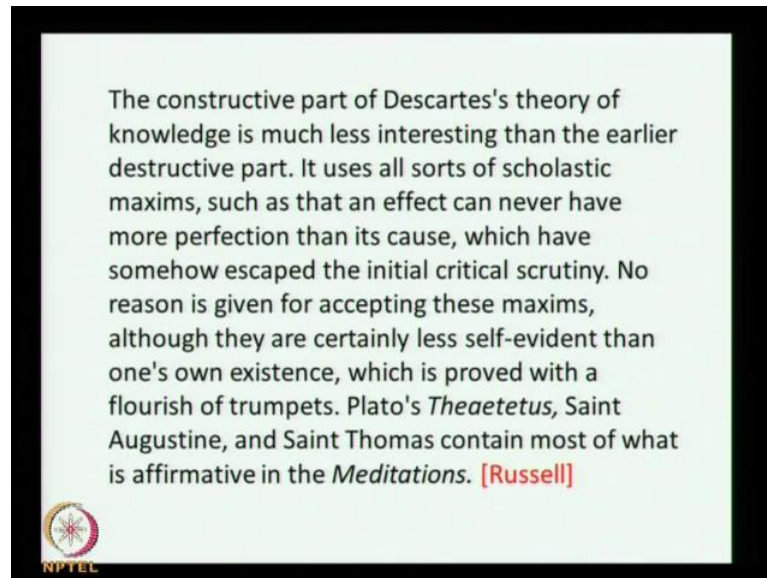 The constructive part of Descartes's theory of
knowledge is much less interesting than the earlier
destructive part. It uses all sorts of scholastic
maxims, such as that an effect can never have
more perfection than its cause, which have
somehow escaped the initial critical scrutiny. No
reason is given for accepting these maxims,
although they are certainly less self-evident than
one's own existence, which is proved with a
flourish of trumpets. Plato's Theaetetus, Saint
Augustine, and Saint Thomas contain most of what
is affirmative in the Meditations. [Russell]
NPTEL